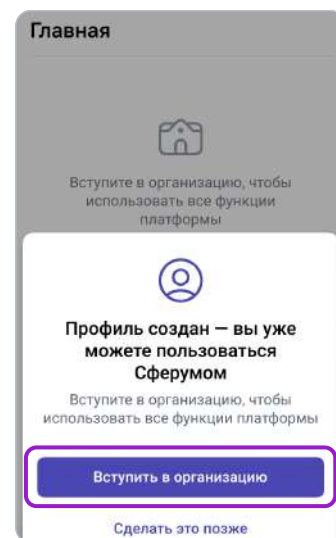 Главная
Вступите в организацию, чтобы
использовать все функции
платформы
Профиль создан — вы уже
можете пользоваться
Сферумом
Вступите в организацию, чтобы
использовать все функции платформы
Вступить в организацию
Сделать это позже